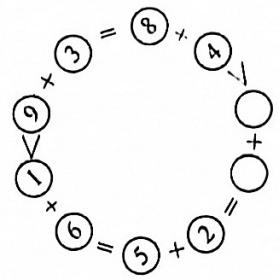 9 + 3 = 8 + 4
V V
1 + 6 = 5 + 2 = +